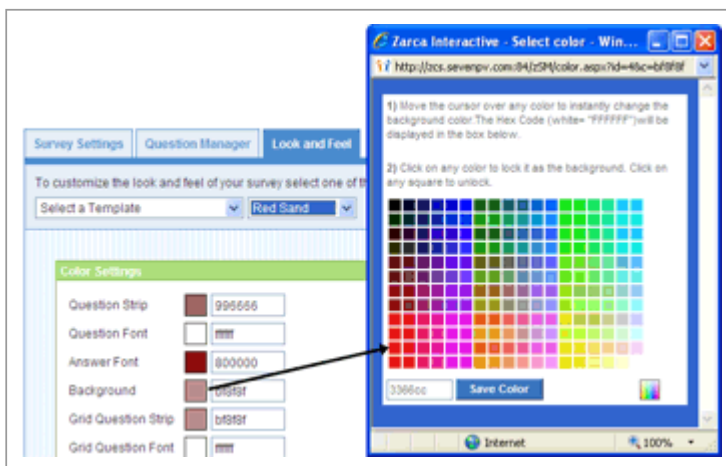 Zarca Interactive - Select color - Win...
http://zcs.sevenpv.com:84/zSM/color.aspx?id=4&c=bf8f8f
1) Move the cursor over any color to instantly change the
background color.The Hex Code (white= "FFFFFF")will be
displayed in the box below.
2) Click on any color to lock it as the background. Click on
any square to unlock.
3366cc
Save Color
Internet
100%
Survey Settings
Question Manager
Look and Feel
To customize the look and feel of your survey select one of th
Select a Template
Red Sand
Color Settings
Question Strip
996666
Question Font
ffffff
Answer Font
800000
Background
bf8f8f
Grid Question Strip
bf8f8f
Grid Question Font
ffffff